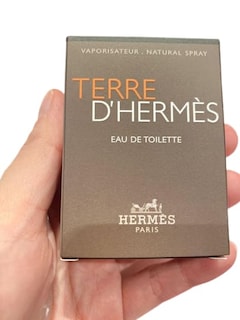 VAPORISATEUR . NATURAL SPRAY
TERRE
D'HERMÈS
EAU DE TOILETTE
HERMÈS
PARIS